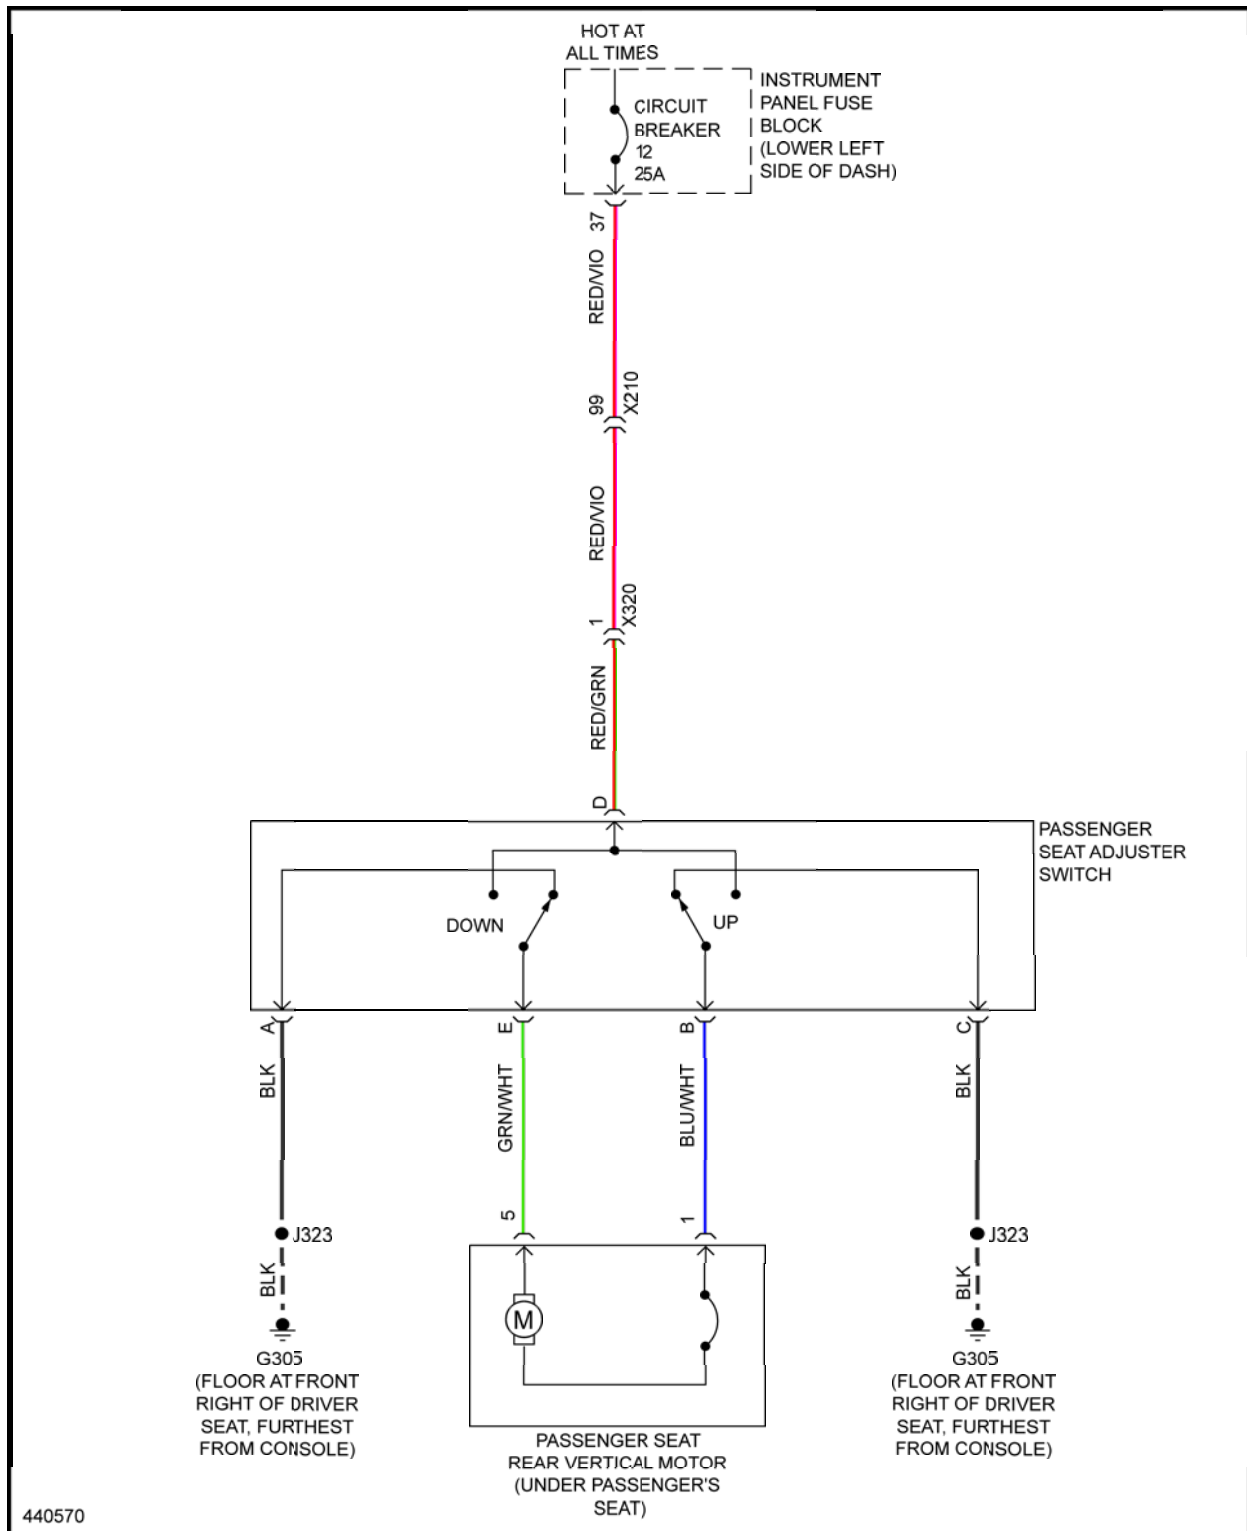 HOT AT
ALL TIMES
INSTRUMENT
PANEL FUSE
BLOCK
(LOWER LEFT
SIDE OF DASH)
CIRCUIT
BREAKER
12
25A
37
RED/VIO
99
X210
RED/VIO
1
X320
RED/GRN
D
PASSENGER
SEAT ADJUSTER
SWITCH
DOWN
UP
A
E
B
C
BLK
GRN/WHT
BLU/WHT
BLK
5
1
J323
J323
BLK
BLK
M
G305
(FLOOR AT FRONT
RIGHT OF DRIVER
SEAT, FURTHEST
FROM CONSOLE)
G305
(FLOOR AT FRONT
RIGHT OF DRIVER
SEAT, FURTHEST
FROM CONSOLE)
PASSENGER SEAT
REAR VERTICAL MOTOR
(UNDER PASSENGER'S
SEAT)
440570